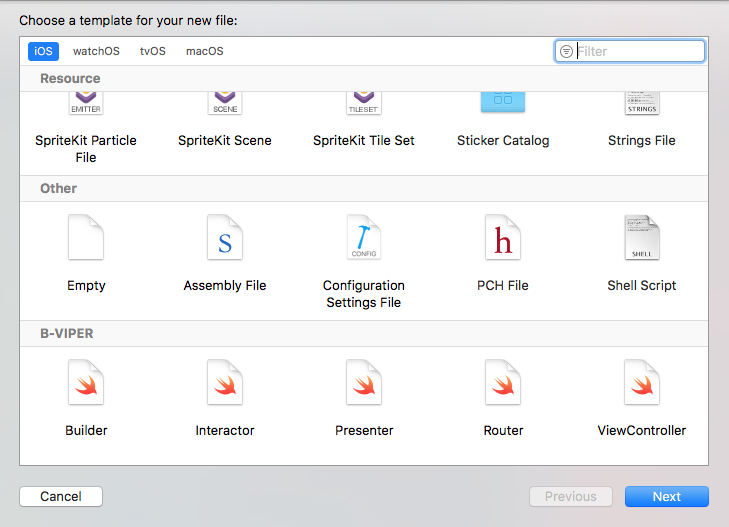 Choose a template for your new file:
iOS watchOS tvOS macOS Filter
Resource
EMITTER SCENE TILESET STRINGS
SpriteKit Particle File SpriteKit Scene SpriteKit Tile Set Sticker Catalog Strings File
Other
S CONFIG h SHELL
Empty Assembly File Configuration Settings File PCH File Shell Script
B-VIPER
Builder Interactor Presenter Router ViewController
Cancel Previous Next